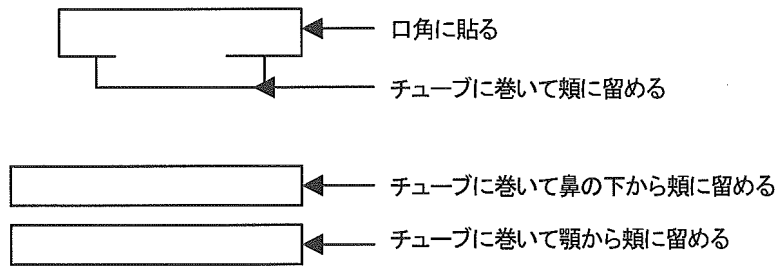 口角に貼る
チューブに巻いて頬に留める
チューブに巻いて鼻の下から頬に留める
チューブに巻いて顎から頬に留める